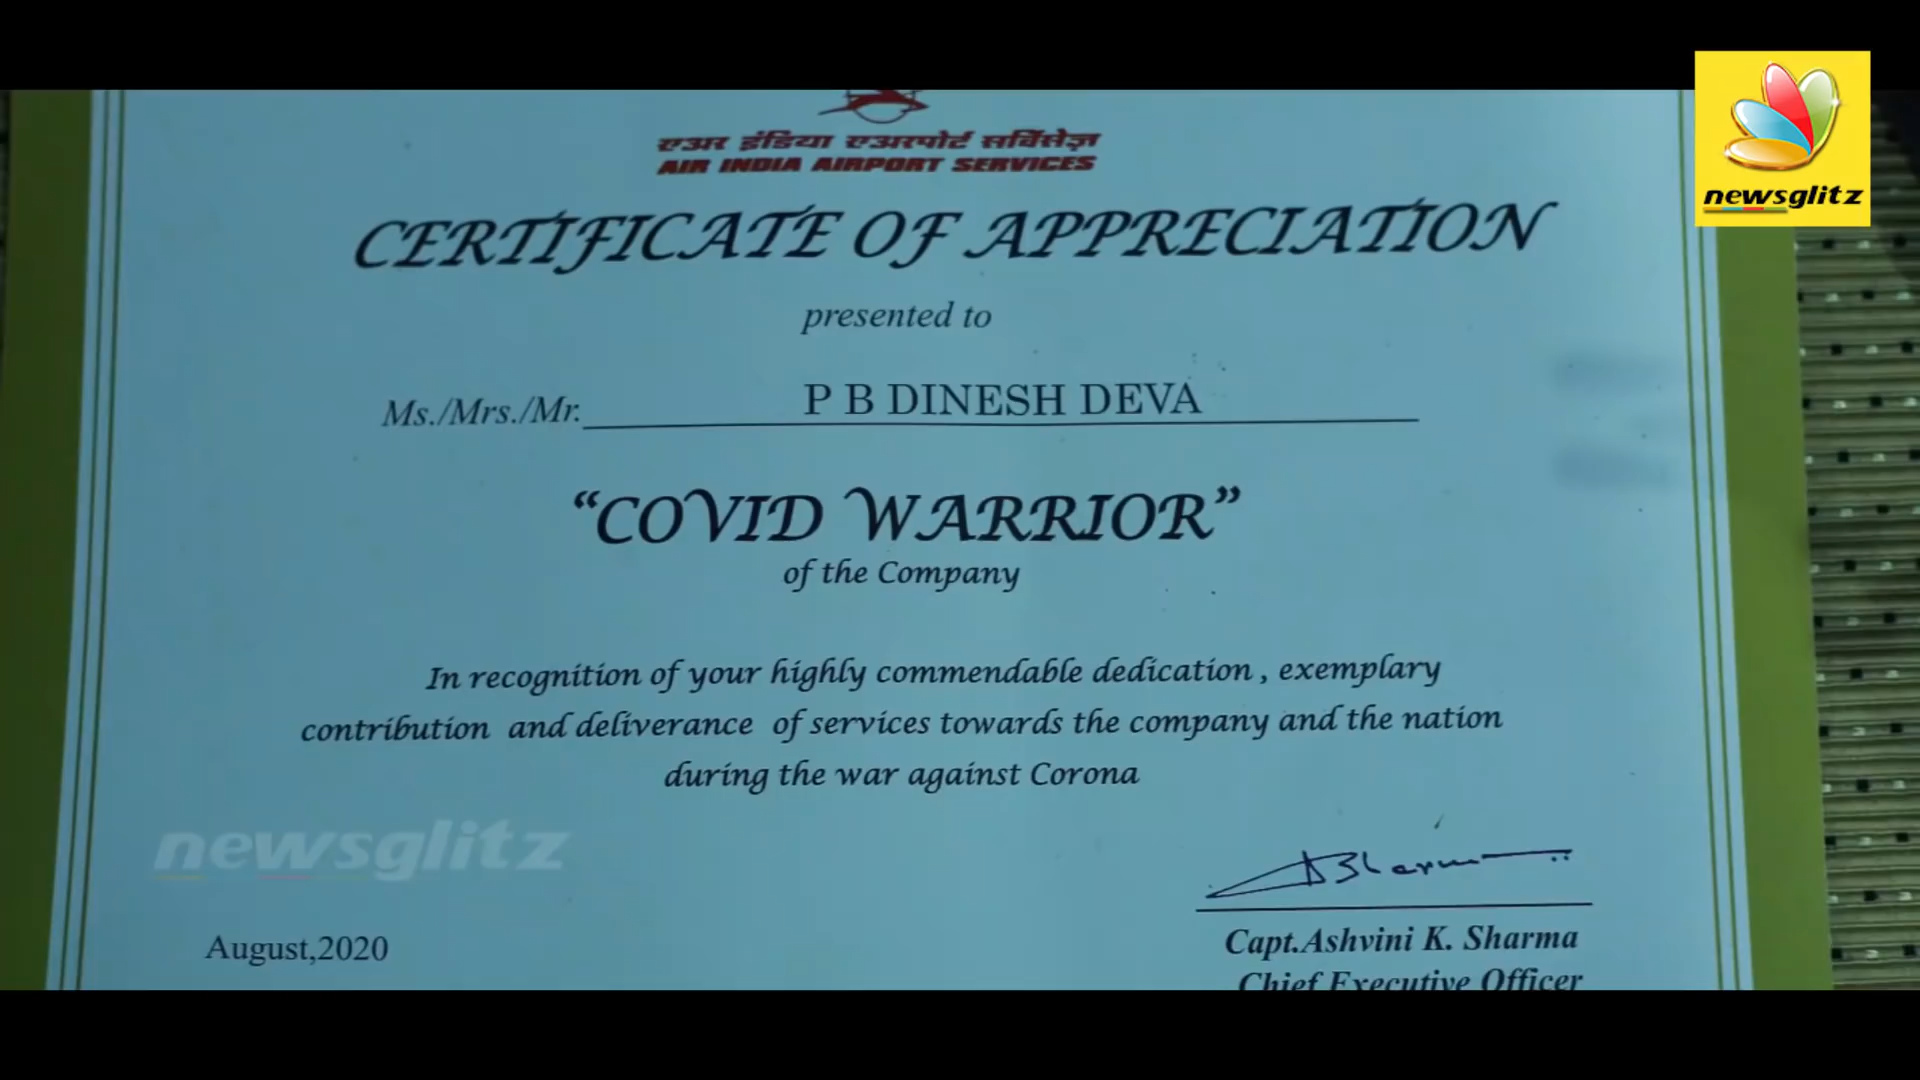 newsglitz
एअर इंडिया एअरपोर्ट सर्विसेज़
AIR INDIA AIRPORT SERVICES
CERTIFICATE OF APPRECIATION
presented to
Ms./Mrs./Mr. P B DINESH DEVA
“COVID WARRIOR”
of the Company
In recognition of your highly commendable dedication , exemplary
contribution and deliverance of services towards the company and the nation
during the war against Corona
newsglitz
August,2020
Capt.Ashvini K. Sharma
Chief Executive Officer